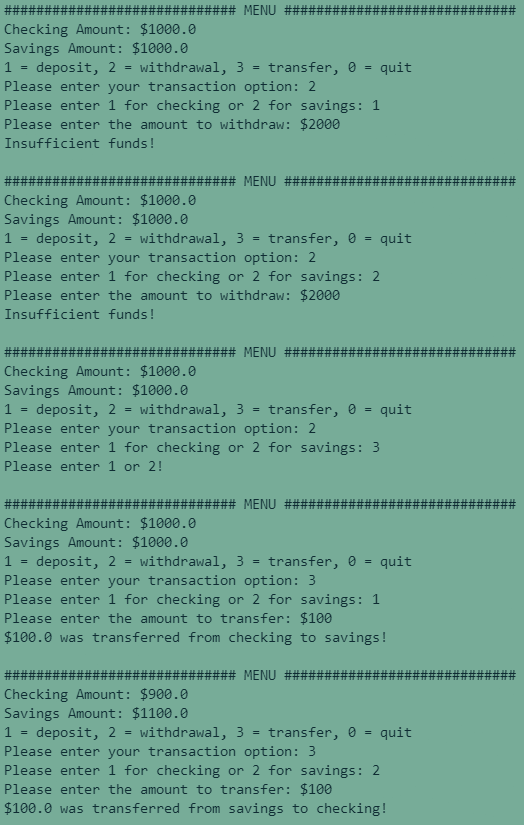 ############################# MENU #############################
Checking Amount: $1000.0
Savings Amount: $1000.0
1 = deposit, 2 = withdrawal, 3 = transfer, 0 = quit
Please enter your transaction option: 2
Please enter 1 for checking or 2 for savings: 1
Please enter the amount to withdraw: $2000
Insufficient funds!
############################# MENU #############################
Checking Amount: $1000.0
Savings Amount: $1000.0
1 = deposit, 2 = withdrawal, 3 = transfer, 0 = quit
Please enter your transaction option: 2
Please enter 1 for checking or 2 for savings: 2
Please enter the amount to withdraw: $2000
Insufficient funds!
############################# MENU #############################
Checking Amount: $1000.0
Savings Amount: $1000.0
1 = deposit, 2 = withdrawal, 3 = transfer, 0 = quit
Please enter your transaction option: 2
Please enter 1 for checking or 2 for savings: 3
Please enter 1 or 2!
############################# MENU #############################
Checking Amount: $1000.0
Savings Amount: $1000.0
1 = deposit, 2 = withdrawal, 3 = transfer, 0 = quit
Please enter your transaction option: 3
Please enter 1 for checking or 2 for savings: 1
Please enter the amount to transfer: $100
$100.0 was transferred from checking to savings!
############################# MENU #############################
Checking Amount: $900.0
Savings Amount: $1100.0
1 = deposit, 2 = withdrawal, 3 = transfer, 0 = quit
Please enter your transaction option: 3
Please enter 1 for checking or 2 for savings: 2
Please enter the amount to transfer: $100
$100.0 was transferred from savings to checking!